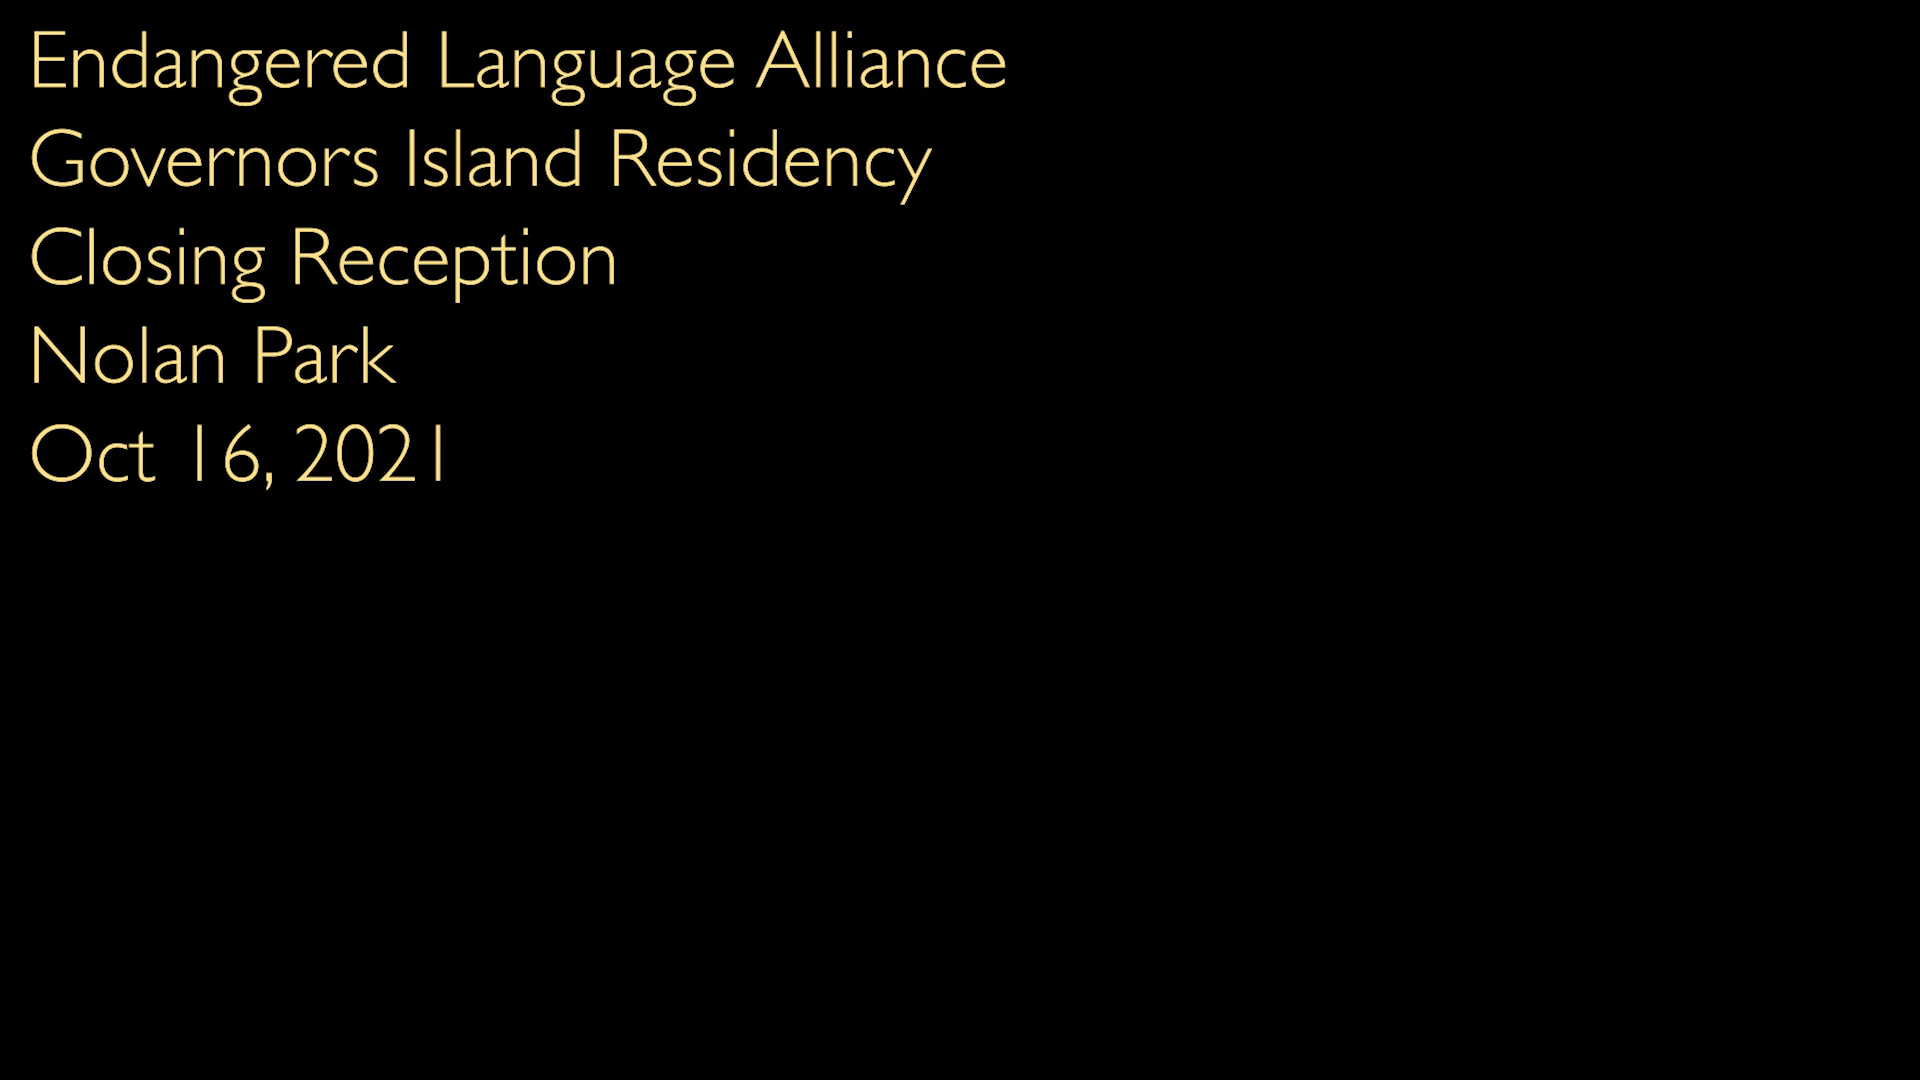 Endangered Language Alliance
Governors Island Residency
Closing Reception
Nolan Park
Oct 16, 2021